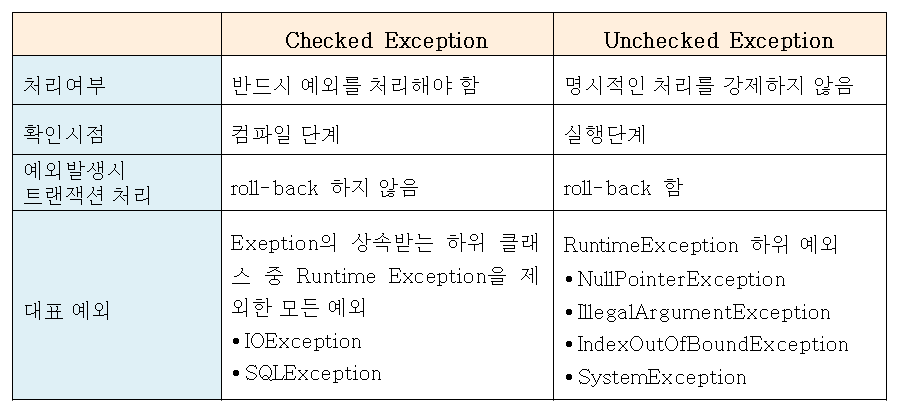 Checked Exception
Unchecked Exception
처리여부
반드시 예외를 처리해야 함
명시적인 처리를 강제하지 않음
확인시점
컴파일 단계
실행단계
예외발생시
트랜잭션 처리
roll-back 하지 않음
roll-back 함
대표 예외
Exeption의 상속받는 하위 클래
스 중 Runtime Exception을 제
외한 모든 예외
•IOException
•SQLException
RuntimeException 하위 예외
•NullPointerException
•IllegalArgumentException
•IndexOutOfBoundException
•SystemException